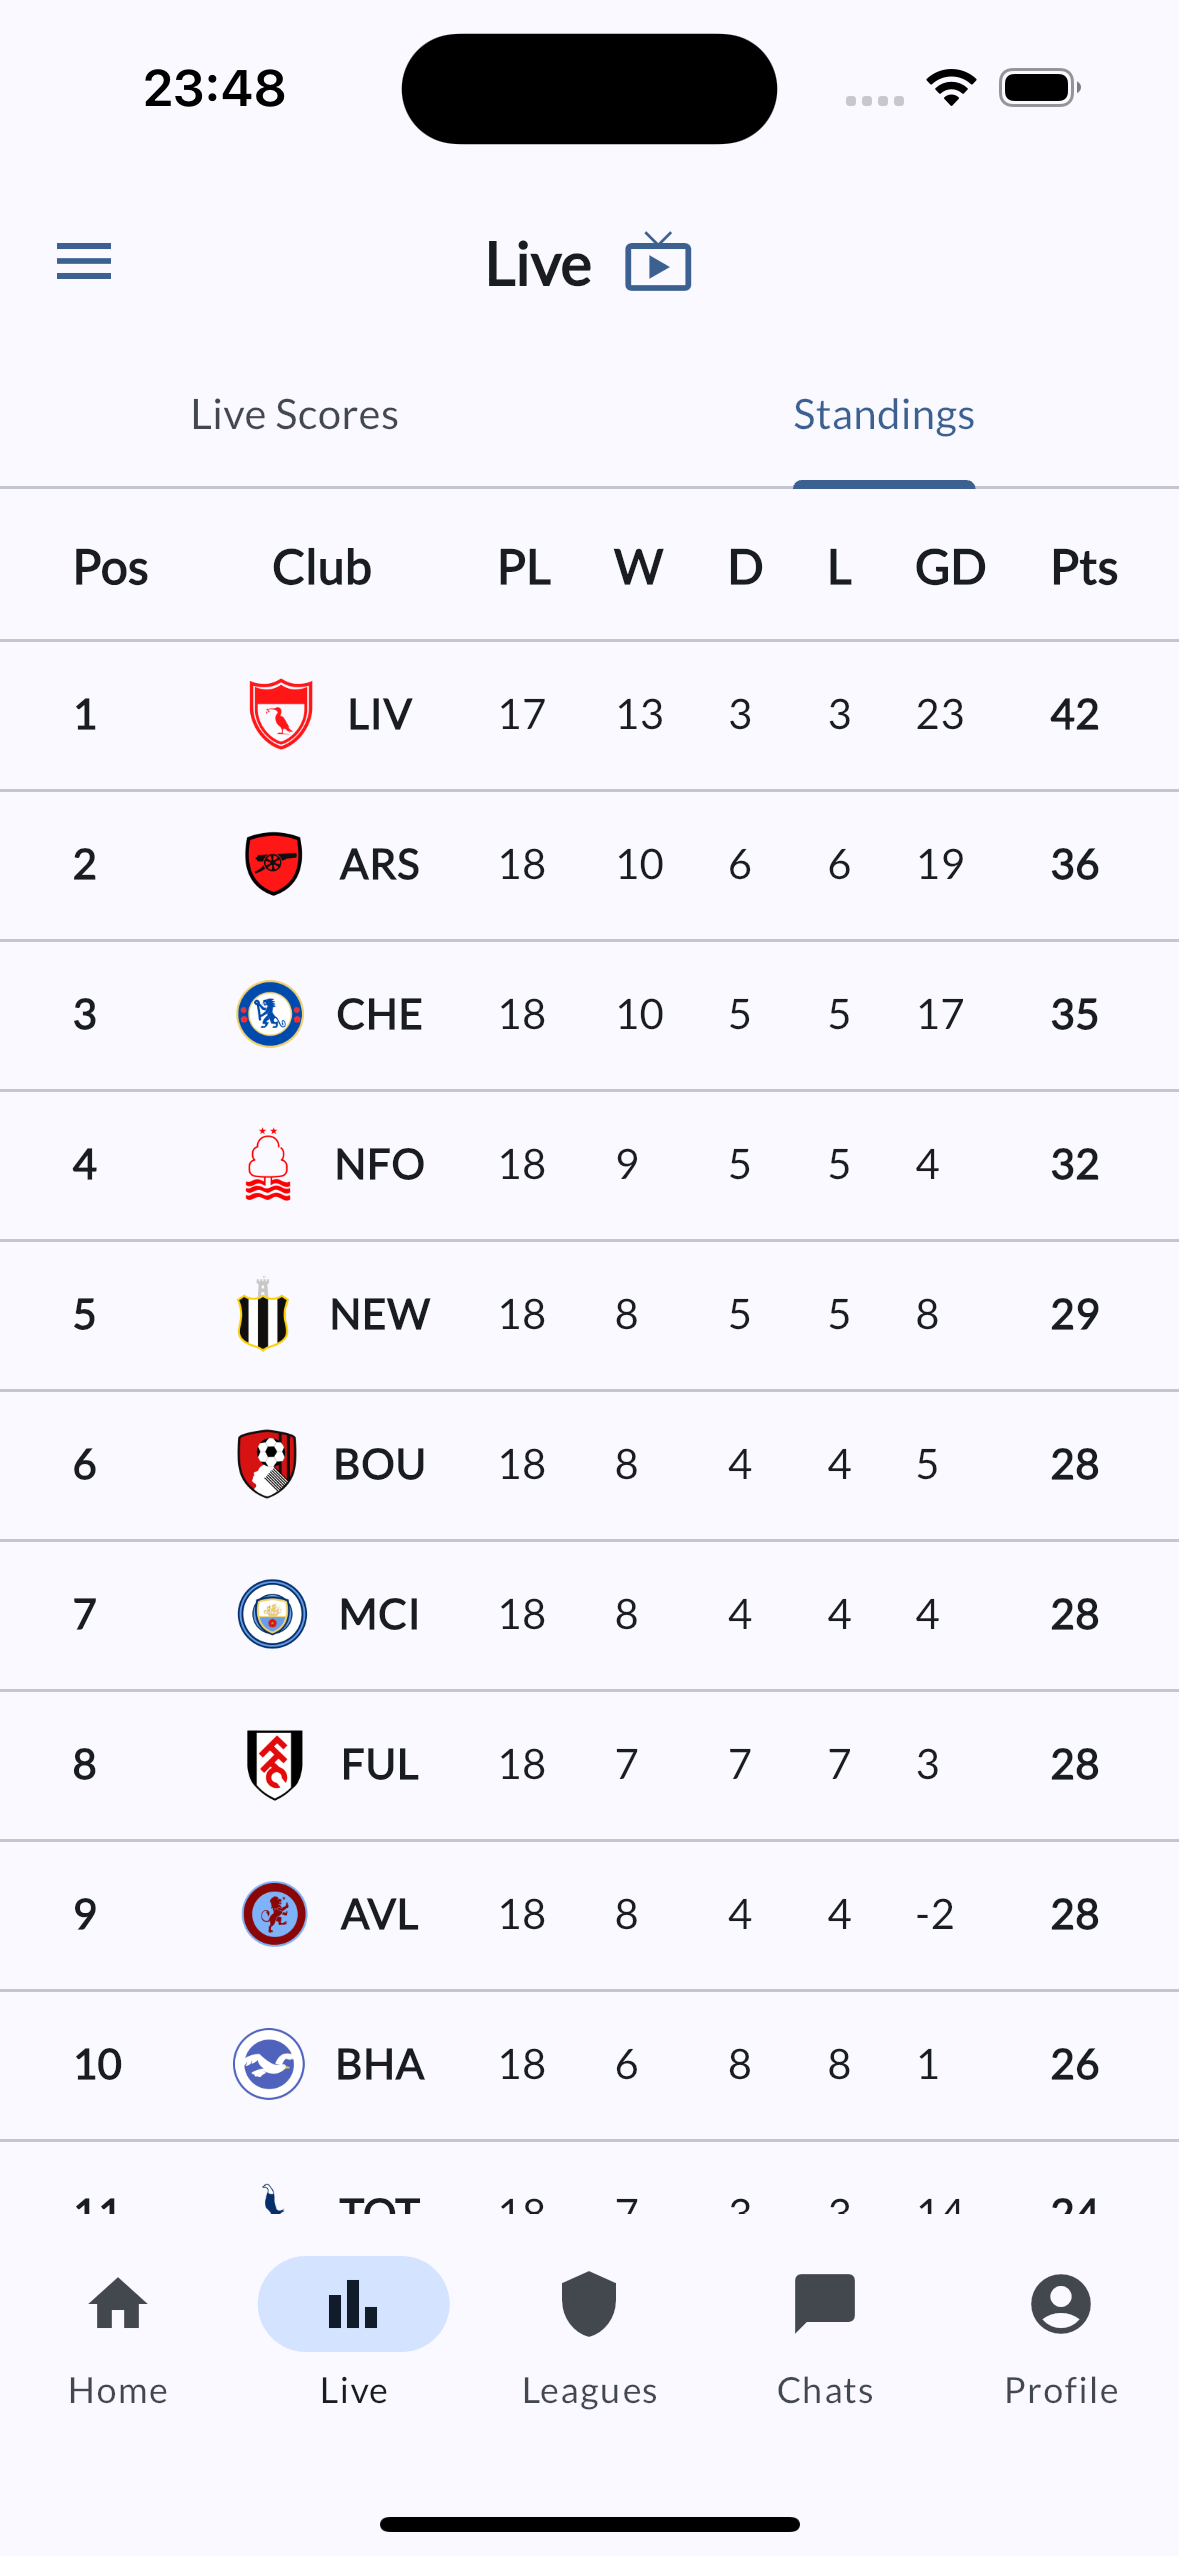 23:48
Live
Live Scores Standings
Pos Club PL W D L GD Pts
1 LIV 17 13 3 3 23 42
2 ARS 18 10 6 6 19 36
3 CHE 18 10 5 5 17 35
4 NFO 18 9 5 5 4 32
5 NEW 18 8 5 5 8 29
6 BOU 18 8 4 4 5 28
7 MCI 18 8 4 4 4 28
8 FUL 18 7 7 7 3 28
9 AVL 18 8 4 4 -2 28
10 BHA 18 6 8 8 1 26
11 TOT 18 7 3 3 14 24
Home Live Leagues Chats Profile